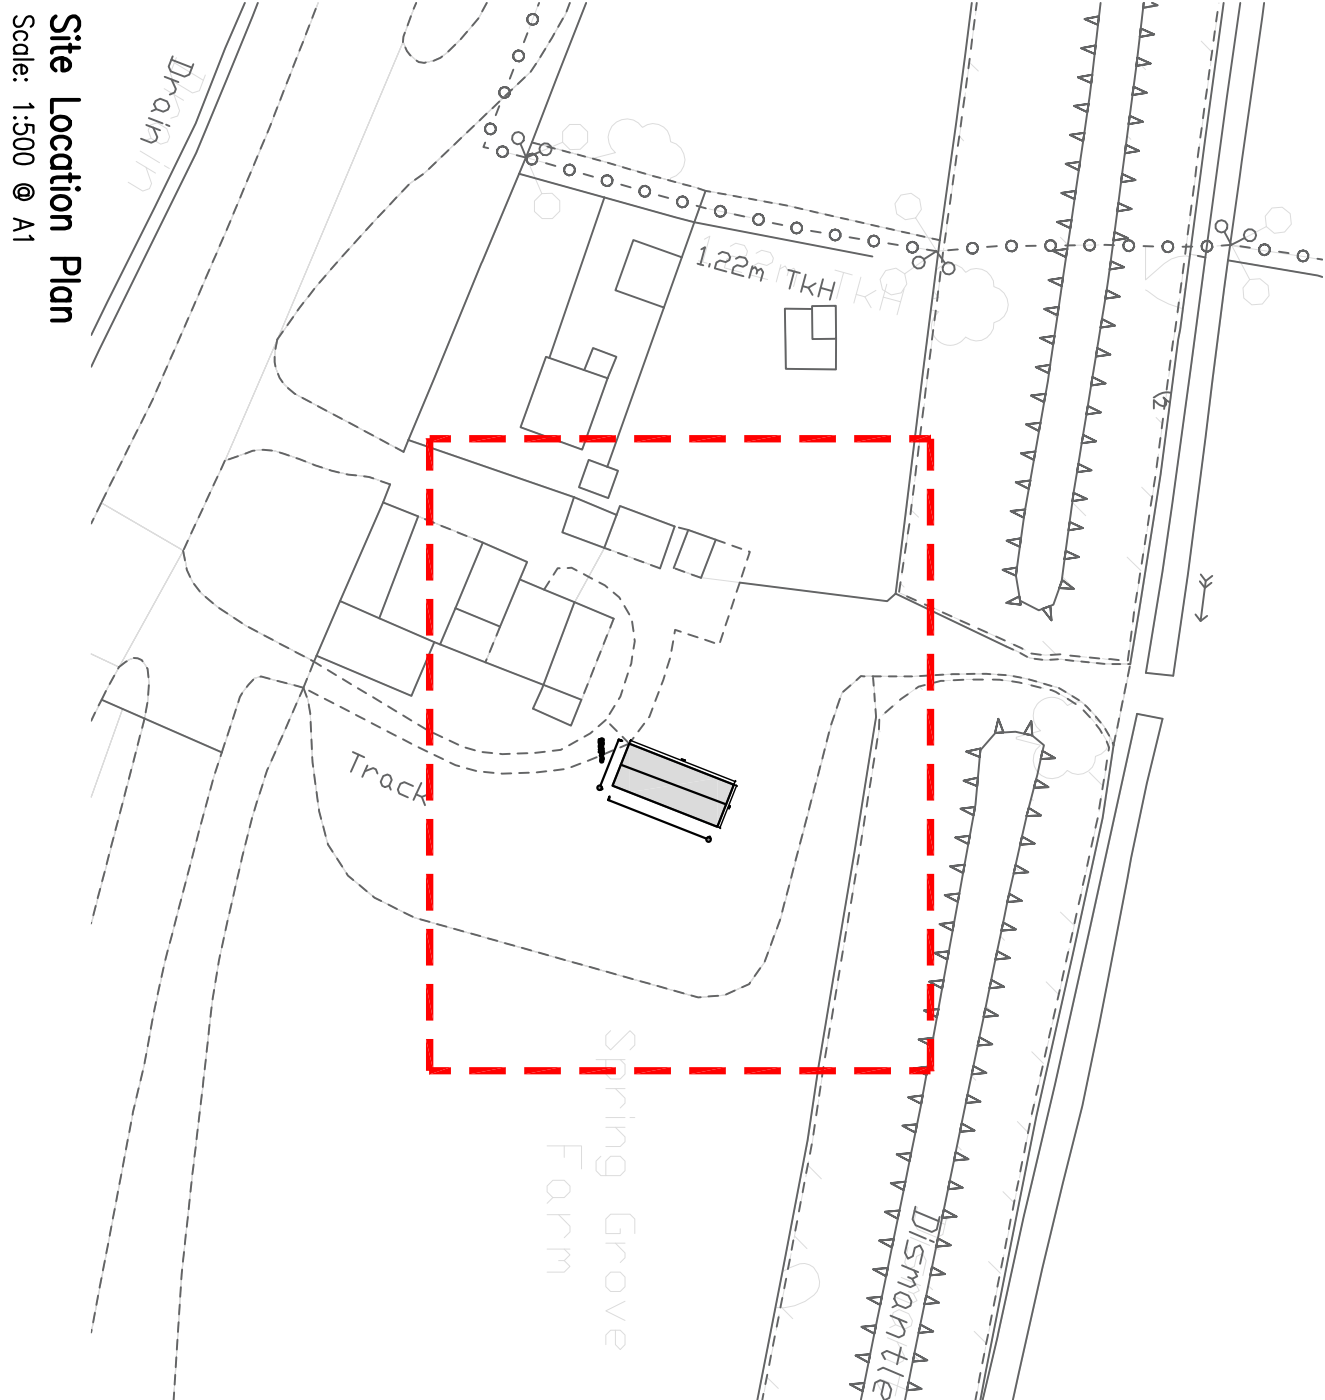 Site Location Plan
Scale: 1:500 @ A1
Drain
1.22m TkH
Track
Spring Grove
Farm
Dismantle